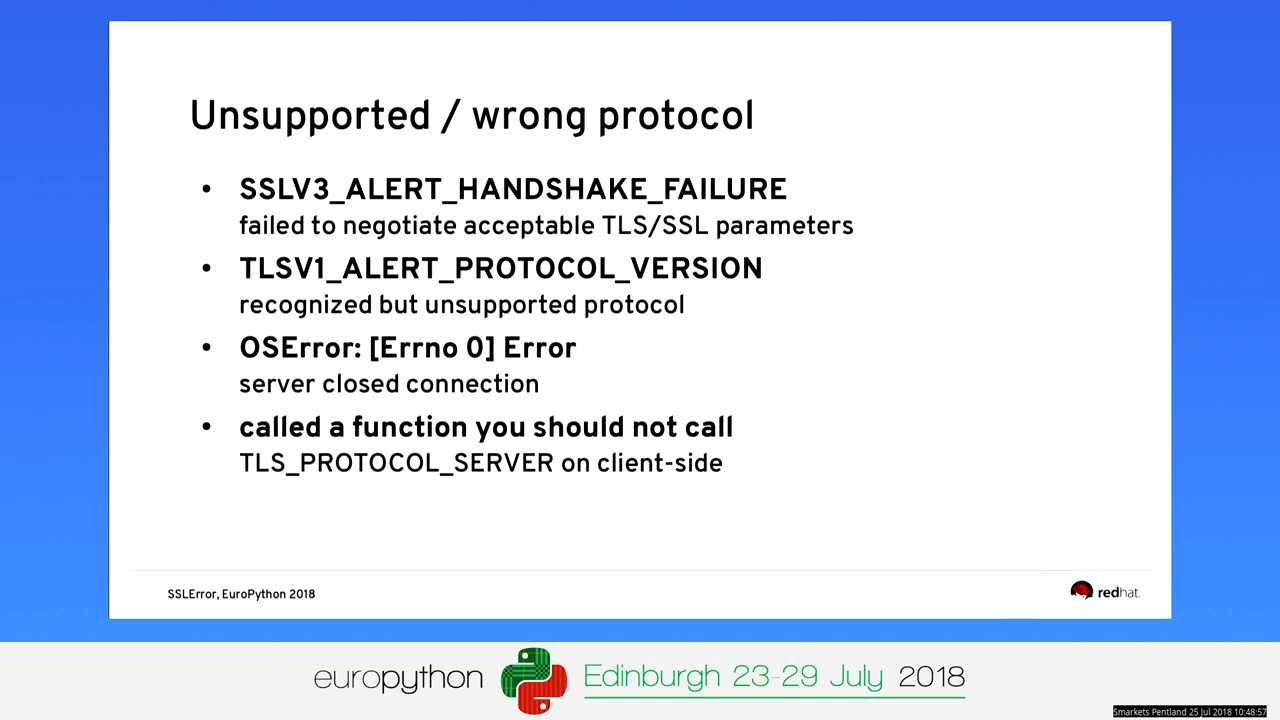 Unsupported / wrong protocol
• SSLV3_ALERT_HANDSHAKE_FAILURE
failed to negotiate acceptable TLS/SSL parameters
• TLSV1_ALERT_PROTOCOL_VERSION
recognized but unsupported protocol
• OSError: [Errno 0] Error
server closed connection
• called a function you should not call
TLS_PROTOCOL_SERVER on client-side
SSLError, EuroPython 2018
redhat.
europython Edinburgh 23-29 July 2018
Smarkets Pentland 25 Jul 2018 10:48:57